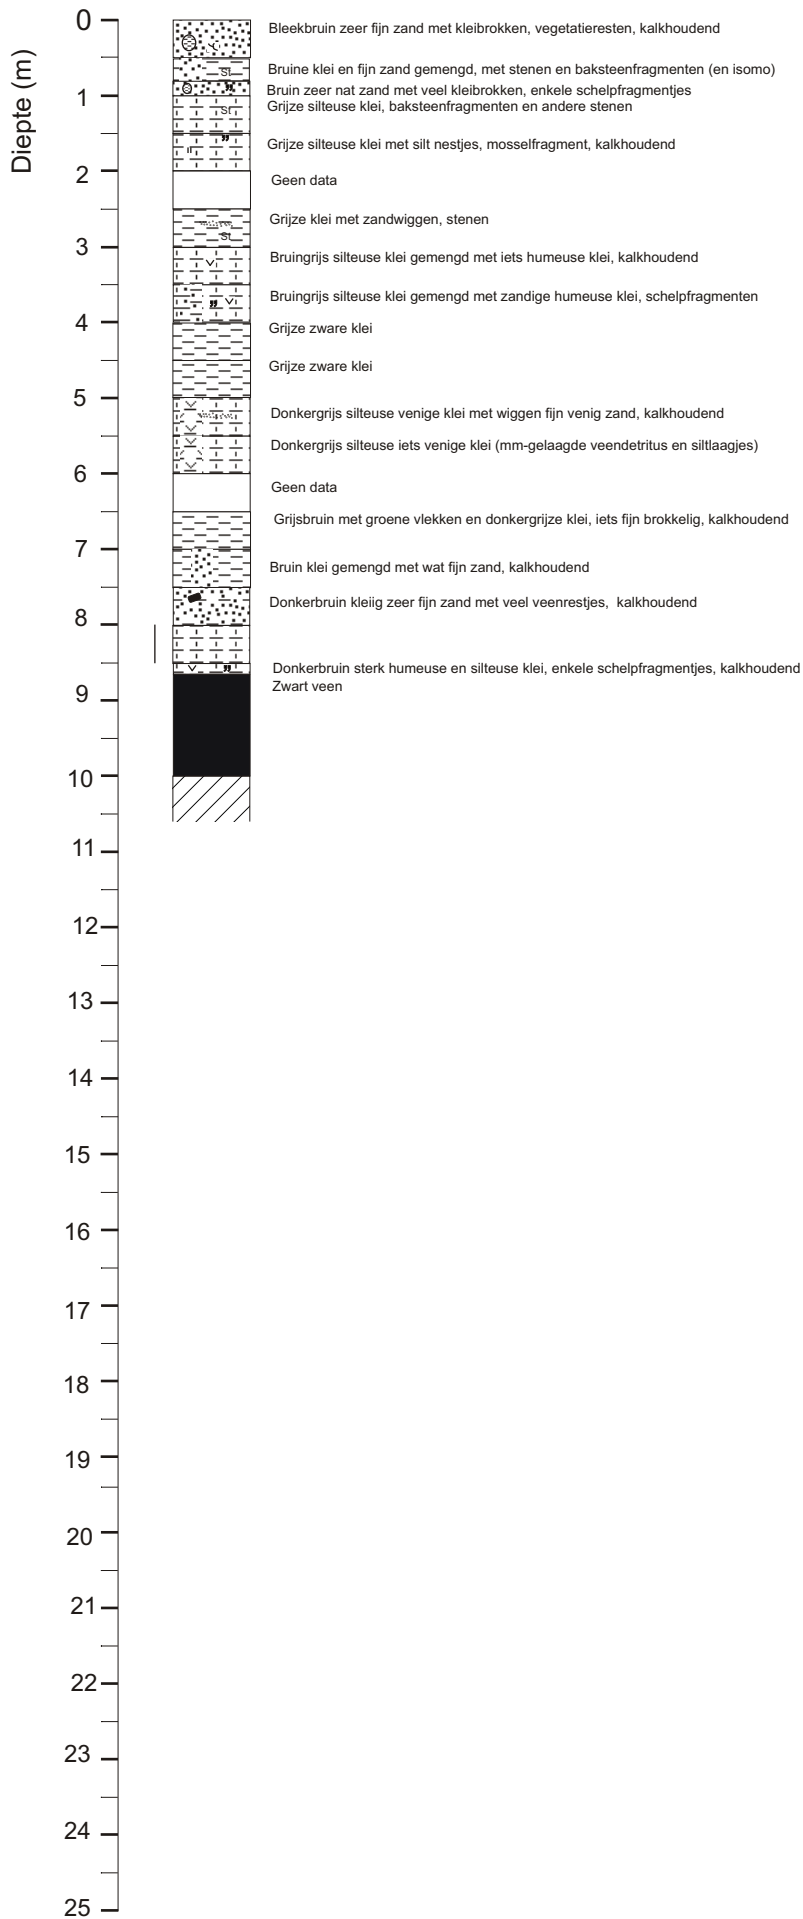 Diepte (m)
0
Bleekbruin zeer fijn zand met kleibrokken, vegetatieresten, kalkhoudend
Bruine klei en fijn zand gemengd, met stenen en baksteenfragmenten (en isomo)
St
Bruin zeer nat zand met veel kleibrokken, enkele schelpfragmentjes
1
Grijze silteuse klei, baksteenfragmenten en andere stenen
St
Grijze silteuse klei met silt nestjes, mosselfragment, kalkhoudend
2
Geen data
Grijze klei met zandwiggen, stenen
St
3
Bruingrijs silteuse klei gemengd met iets humeuse klei, kalkhoudend
Bruingrijs silteuse klei gemengd met zandige humeuse klei, schelpfragmenten
4
Grijze zware klei
Grijze zware klei
5
Donkergrijs silteuse venige klei met wiggen fijn venig zand, kalkhoudend
Donkergrijs silteuse iets venige klei (mm-gelaagde veendetritus en siltlaagjes)
6
Geen data
Grijsbruin met groene vlekken en donkergrijze klei, iets fijn brokkelig, kalkhoudend
7
Bruin klei gemengd met wat fijn zand, kalkhoudend
Donkerbruin kleiig zeer fijn zand met veel veenrestjes, kalkhoudend
8
Donkerbruin sterk humeuse en silteuse klei, enkele schelpfragmentjes, kalkhoudend
Zwart veen
9
10
11
12
13
14
15
16
17
18
19
20
21
22
23
24
25